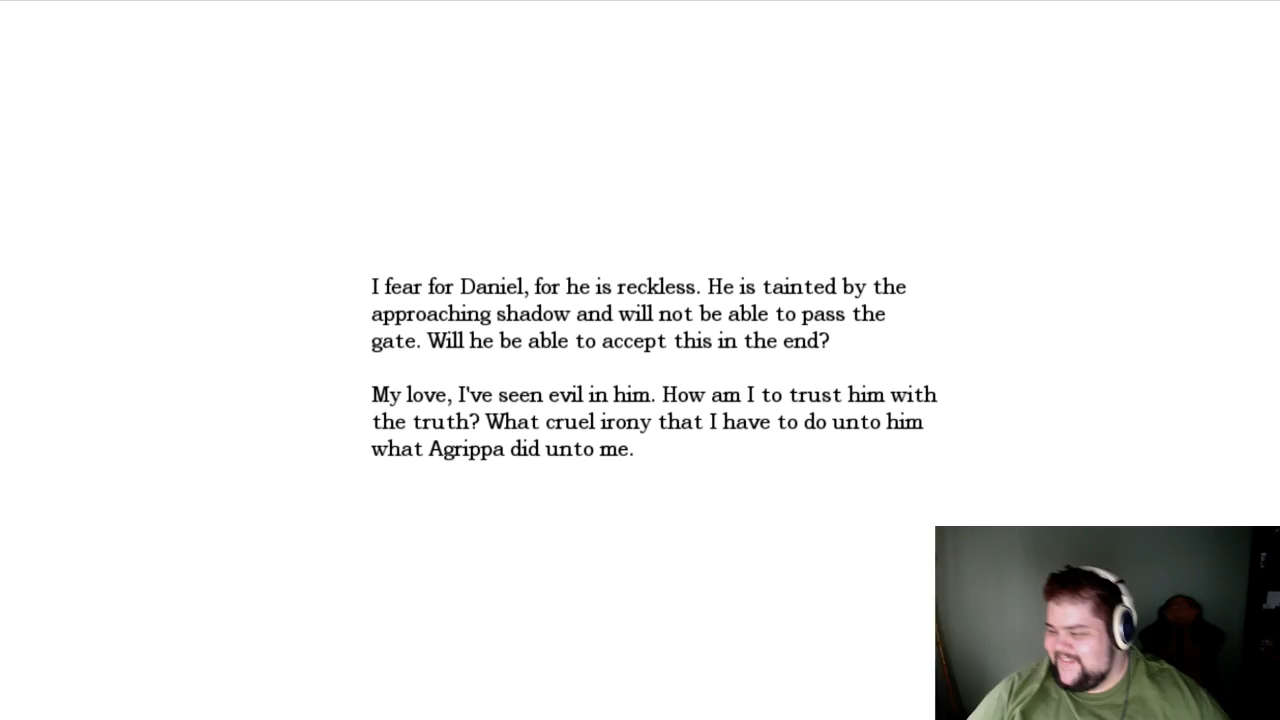 I fear for Daniel, for he is reckless. He is tainted by the
approaching shadow and will not be able to pass the
gate. Will he be able to accept this in the end?
My love, I've seen evil in him. How am I to trust him with
the truth? What cruel irony that I have to do unto him
what Agrippa did unto me.